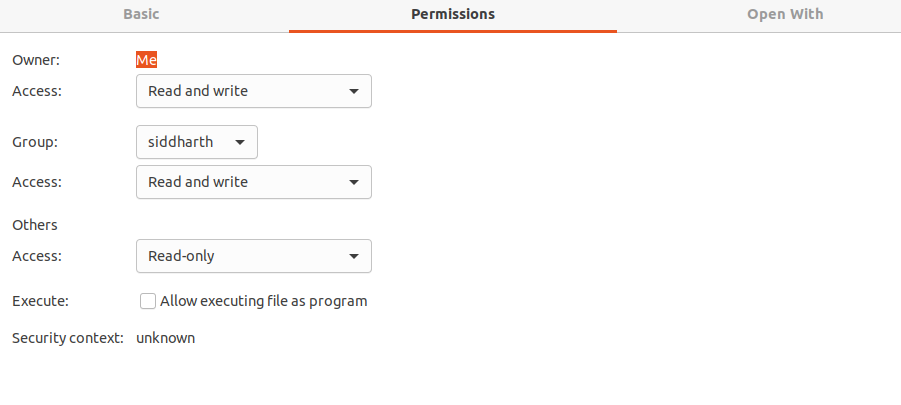 Basic Permissions Open With
Owner: Me
Access: Read and write
Group: siddharth
Access: Read and write
Others
Access: Read-only
Execute: Allow executing file as program
Security context: unknown